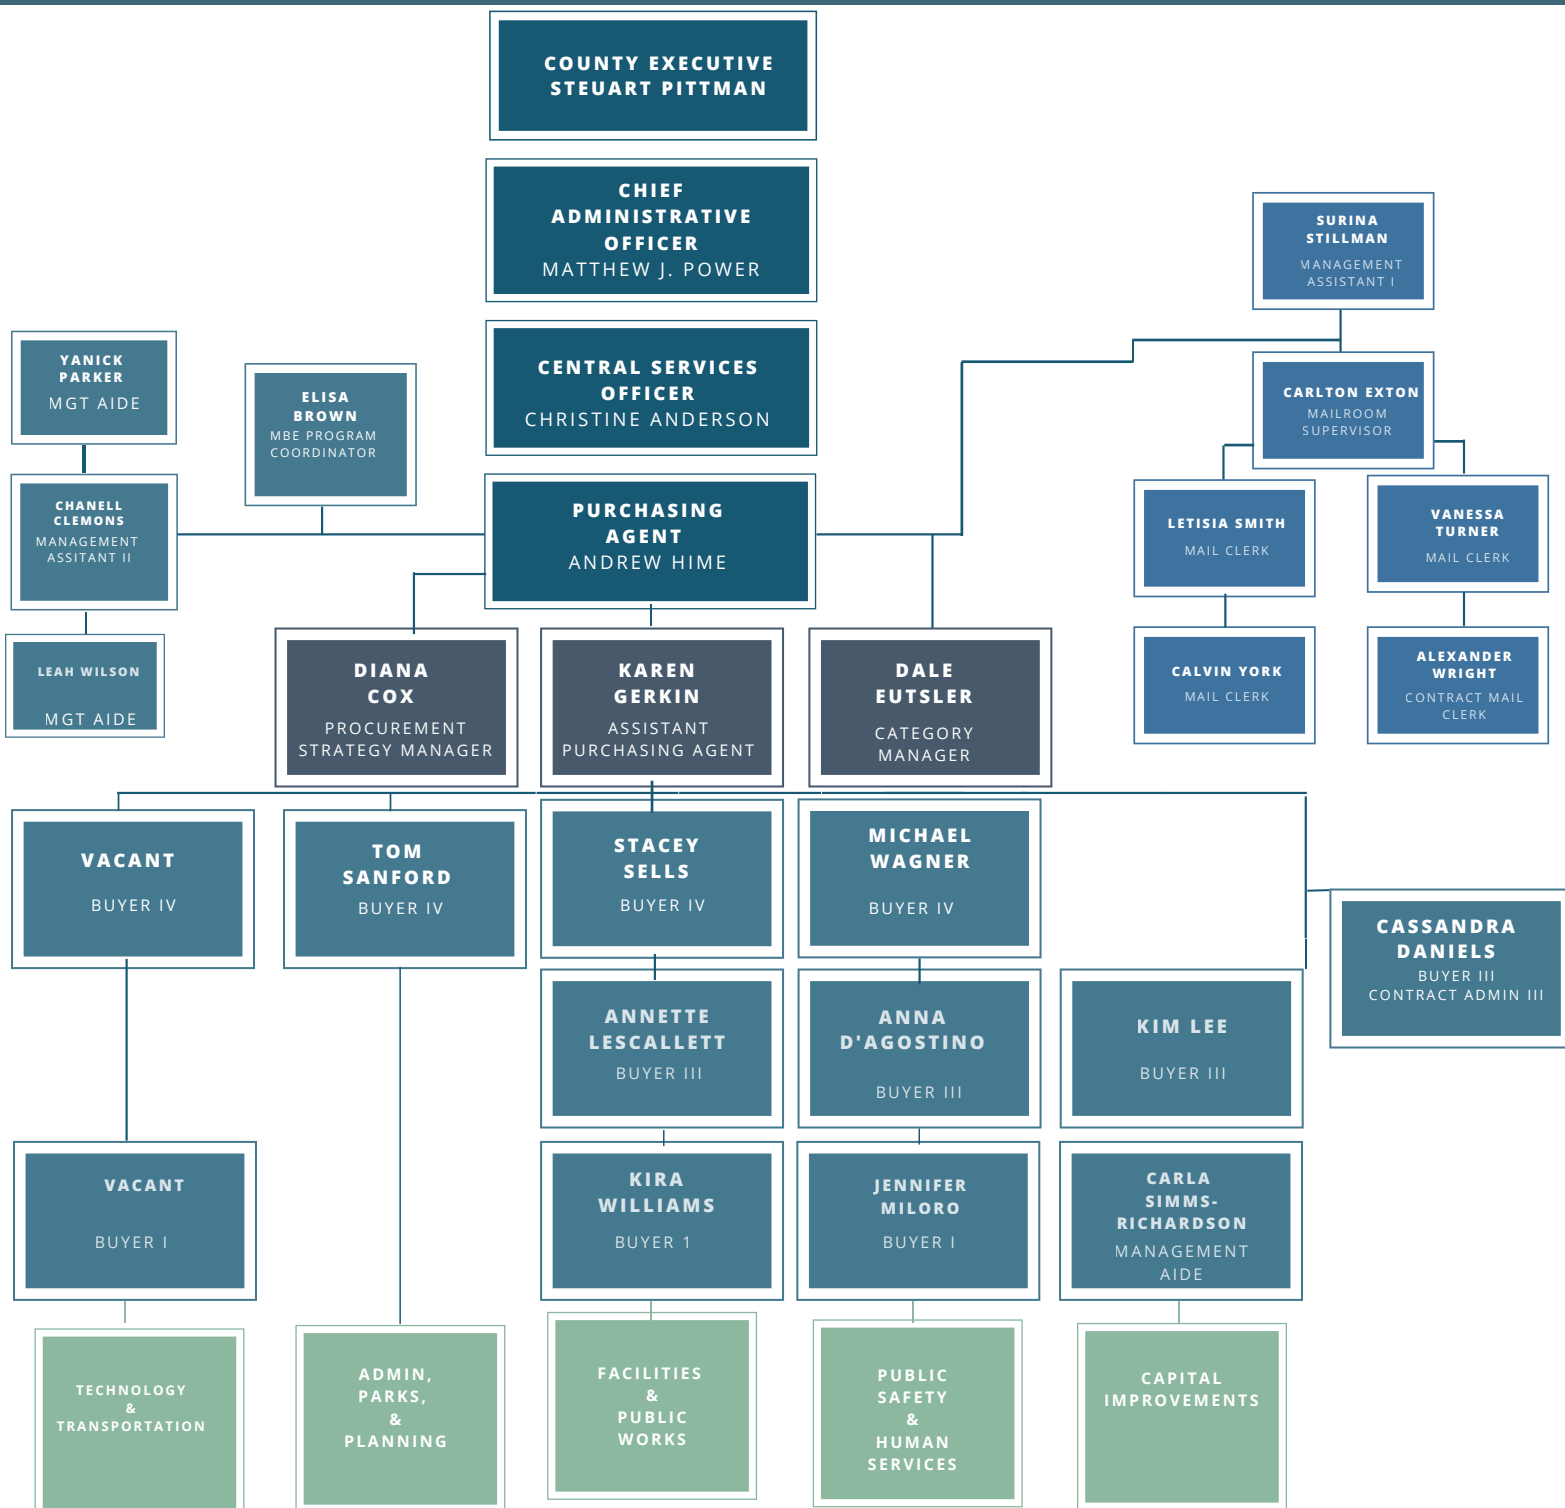 COUNTY EXECUTIVE
STEUART PITTMAN
CHIEF
ADMINISTRATIVE
OFFICER
MATTHEW J. POWER
SURINA
STILLMAN
MANAGEMENT
ASSISTANT I
YANICK
PARKER
MGT AIDE
ELISA
BROWN
MBE PROGRAM
COORDINATOR
CENTRAL SERVICES
OFFICER
CHRISTINE ANDERSON
CARLTON EXTON
MAILROOM
SUPERVISOR
CHANELL
CLEMONS
MANAGEMENT
ASSITANT II
PURCHASING
AGENT
ANDREW HIME
LETISIA SMITH
MAIL CLERK
VANESSA
TURNER
MAIL CLERK
LEAH WILSON
MGT AIDE
DIANA
COX
PROCUREMENT
STRATEGY MANAGER
KAREN
GERKIN
ASSISTANT
PURCHASING AGENT
DALE
EUTSLER
CATEGORY
MANAGER
CALVIN YORK
MAIL CLERK
ALEXANDER
WRIGHT
CONTRACT MAIL
CLERK
VACANT
BUYER IV
TOM
SANFORD
BUYER IV
STACEY
SELLS
BUYER IV
MICHAEL
WAGNER
BUYER IV
CASSANDRA
DANIELS
BUYER III
CONTRACT ADMIN III
ANNETTE
LESCALLETT
BUYER III
ANNA
D'AGOSTINO
BUYER III
KIM LEE
BUYER III
VACANT
BUYER I
KIRA
WILLIAMS
BUYER 1
JENNIFER
MILORO
BUYER I
CARLA
SIMMS-
RICHARDSON
MANAGEMENT
AIDE
TECHNOLOGY
&
TRANSPORTATION
ADMIN,
PARKS,
&
PLANNING
FACILITIES
&
PUBLIC
WORKS
PUBLIC
SAFETY
&
HUMAN
SERVICES
CAPITAL
IMPROVEMENTS